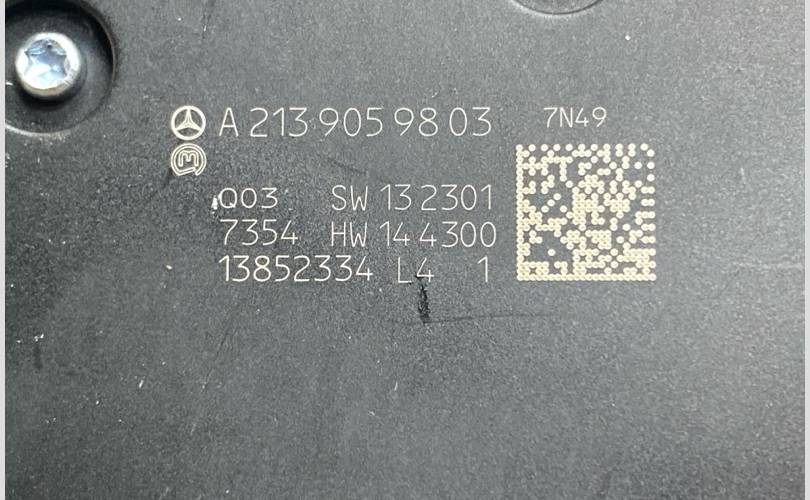 A 213 905 98 03 7N49
Q03 SW 13 2301
7354 HW 14 4300
13852334 L4 1